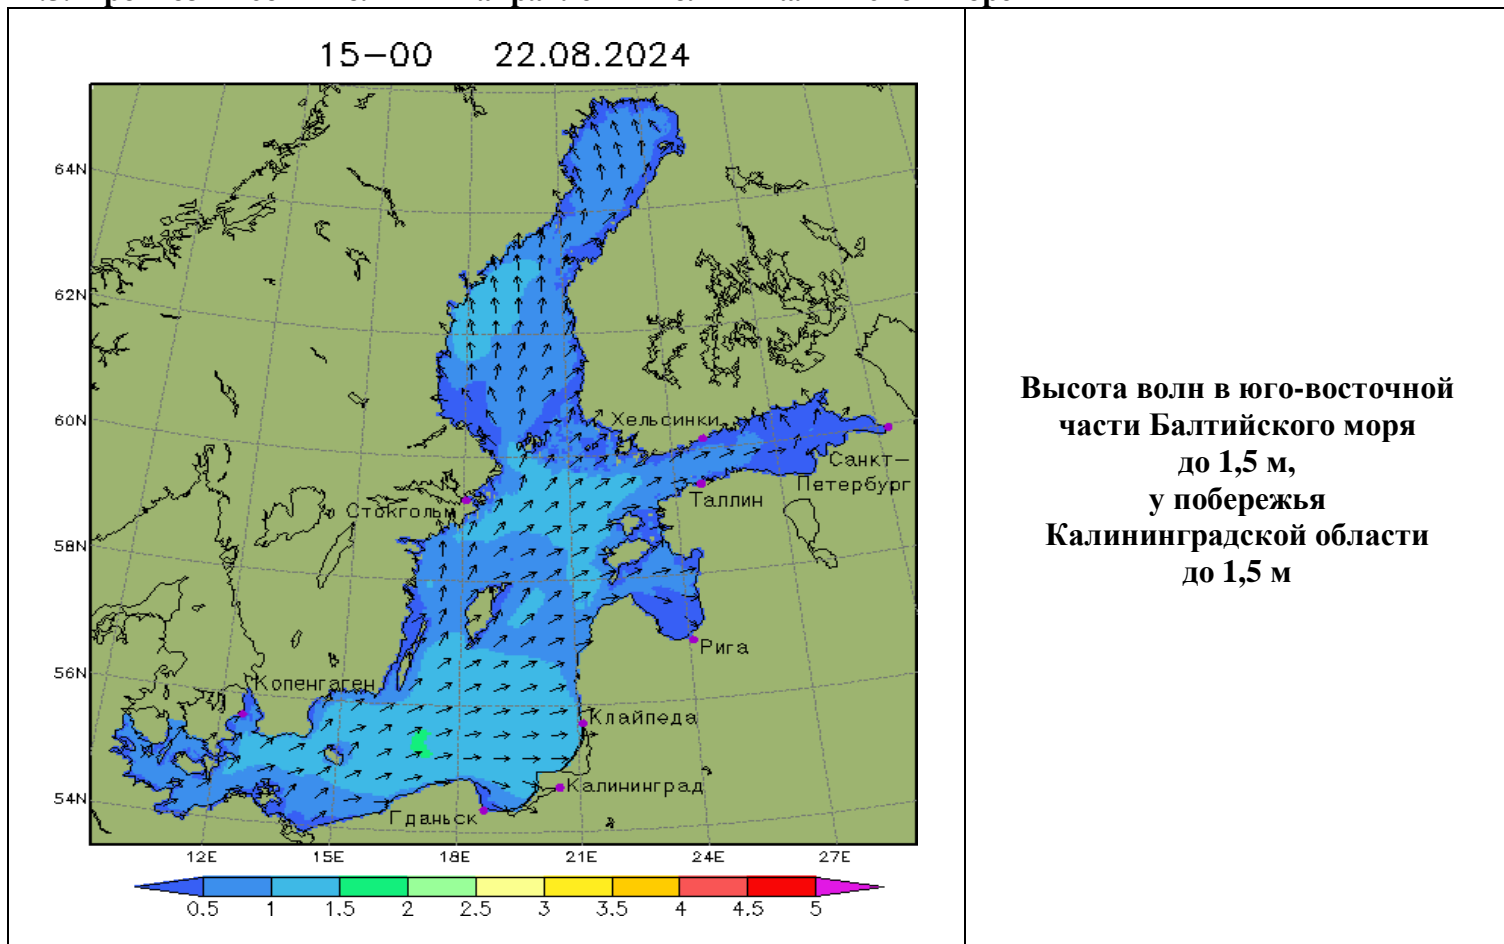 15-00 22.08.2024
64N
62N
60N
58N
56N
54N
Хельсинки
Санкт-
Петербург
Таллин
Стокгольм
Рига
Копенгаген
Клайпеда
Калининград
Гданьск
12E 15E 18E 21E 24E 27E
0.5 1 1.5 2 2.5 3 3.5 4 4.5 5
Высота волн в юго-восточной
части Балтийского моря
до 1,5 м,
у побережья
Калининградской области
до 1,5 м